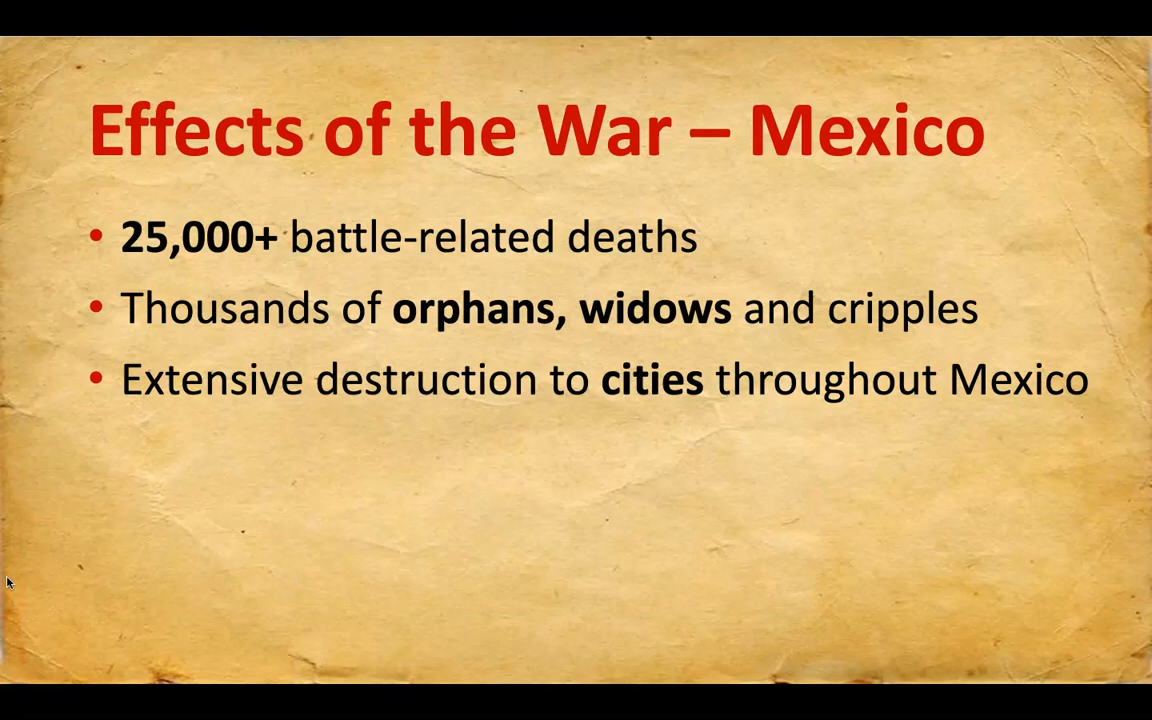 Effects of the War – Mexico
• 25,000+ battle-related deaths
• Thousands of orphans, widows and cripples
• Extensive destruction to cities throughout Mexico